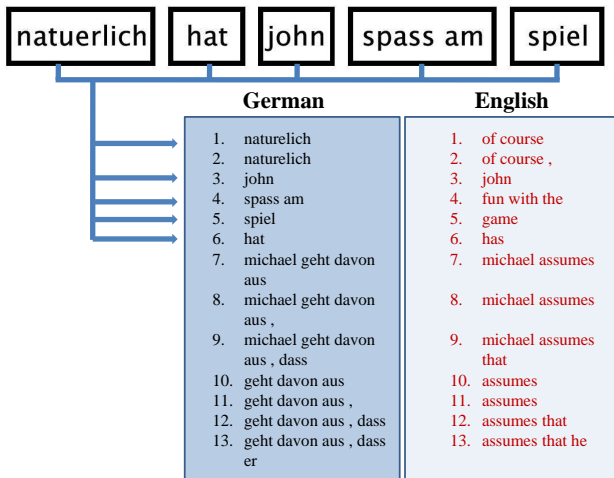 natuerlich hat john spass am spiel
German English
1. naturelich 1. of course
2. naturelich 2. of course ,
3. john 3. john
4. spass am 4. fun with the
5. spiel 5. game
6. hat 6. has
7. michael geht davon 7. michael assumes
aus
8. michael geht davon 8. michael assumes
aus ,
9. michael geht davon 9. michael assumes
aus , dass that
10. geht davon aus 10. assumes
11. geht davon aus , 11. assumes
12. geht davon aus , dass 12. assumes that
13. geht davon aus , dass 13. assumes that he
er